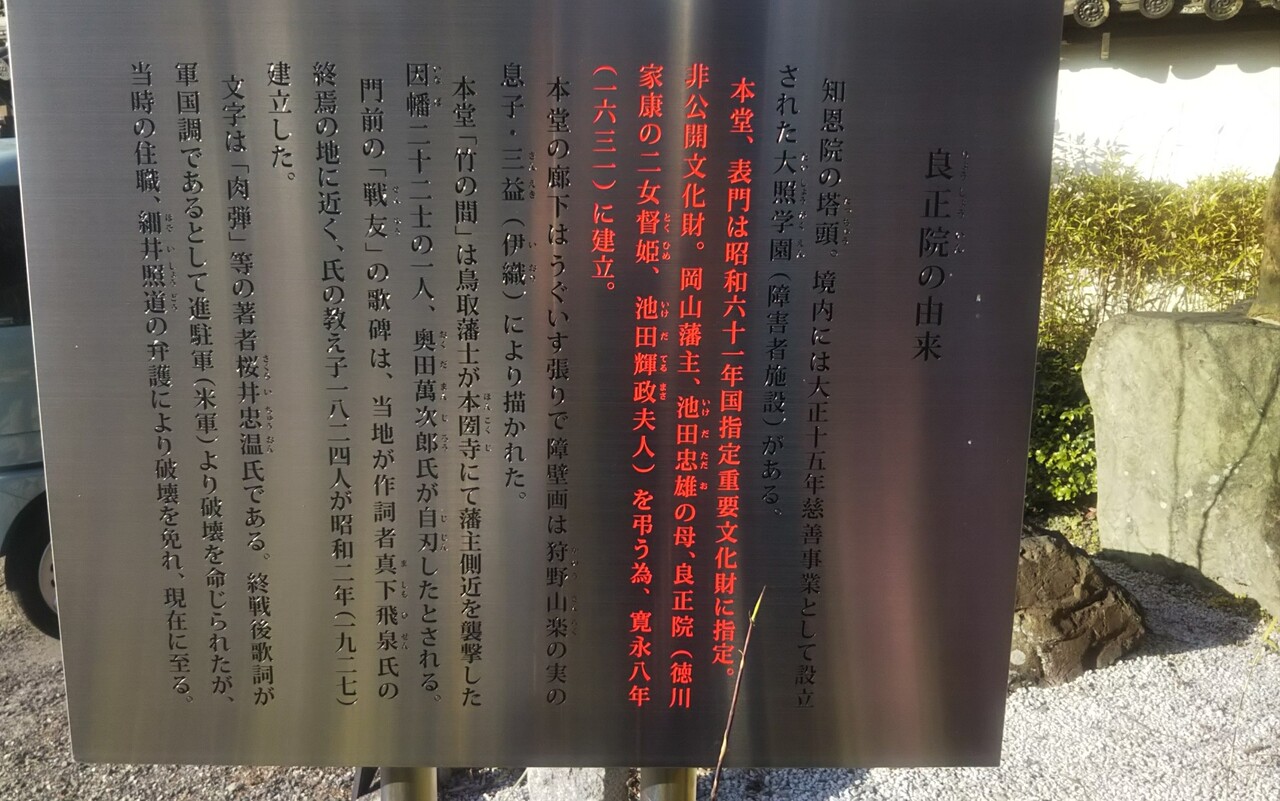 良正院の由来
知恩院の塔頭。境内には大正十五年慈善事業として設立
された大照学園（障害者施設）がある。
本堂、表門は昭和六十一年国指定重要文化財に指定。
非公開文化財。岡山藩主、池田忠雄の母、良正院（徳川
家康の二女督姫、池田輝政夫人）を弔う為、寛永八年
（一六三一）に建立。
本堂の廊下はうぐいす張りで障壁画は狩野山楽の実の
息子・三益（伊織）により描かれた。
本堂「竹の間」は鳥取藩士が本圀寺にて藩主側近を襲撃した
因幡二十二士の一人、奥田萬次郎氏が自刃したとされる。
門前の「戦友」の歌碑は、当地が作詞者真下飛泉氏の
終焉の地に近く、氏の教え子一八二四人が昭和二年（一九二七）
建立した。
文字は「肉弾」等の著者桜井忠温氏である。終戦後歌詞が
軍国調であるとして進駐軍（米軍）より破壊を命じられたが、
当時の住職、細井照道の弁護により破壊を免れ、現在に至る。